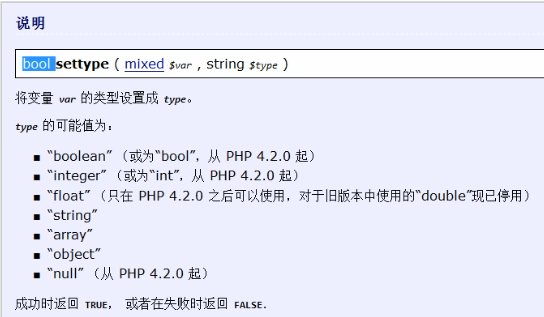 说明
bool settype ( mixed $var , string $type )
将变量 var 的类型设置成 type。
type 的可能值为：
■ “boolean” （或为“bool”，从 PHP 4.2.0 起）
■ “integer” （或为“int”，从 PHP 4.2.0 起）
■ “float” （只在 PHP 4.2.0 之后可以使用，对于旧版本中使用的“double”现已停用）
■ “string”
■ “array”
■ “object”
■ “null” （从 PHP 4.2.0 起）
成功时返回 TRUE， 或者在失败时返回 FALSE.